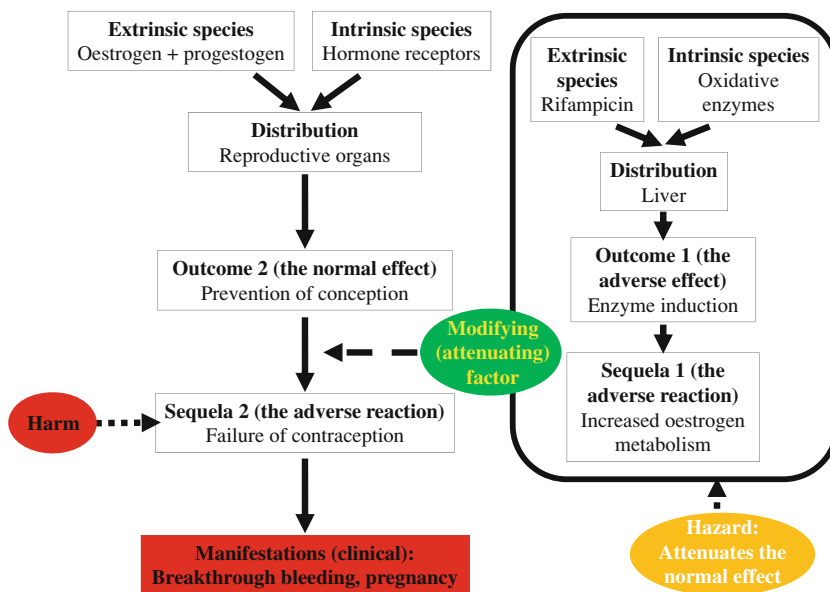 Extrinsic species
Oestrogen + progestogen
Intrinsic species
Hormone receptors
Distribution
Reproductive organs
Outcome 2 (the normal effect)
Prevention of conception
Modifying
(attenuating)
factor
Harm
Sequela 2 (the adverse reaction)
Failure of contraception
Manifestations (clinical):
Breakthrough bleeding, pregnancy
Extrinsic
species
Rifampicin
Intrinsic species
Oxidative
enzymes
Distribution
Liver
Outcome 1 (the
adverse effect)
Enzyme induction
Sequela 1 (the
adverse reaction)
Increased oestrogen
metabolism
Hazard:
Attenuates the
normal effect